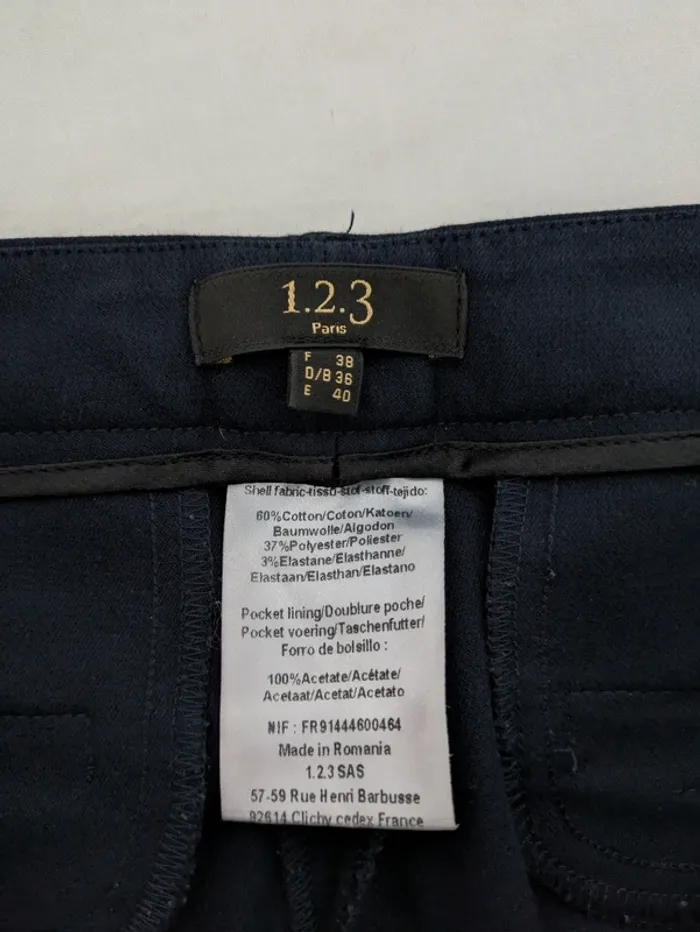 1.2.3
Paris
F 38
D/B 36
E 40
Shell fabric-tissu-stof-stoff-tejido:
60%Cotton/Coton/Katoen/
Baumwolle/Algodon
37%Polyester/Poliester
3%Elastane/Elasthanne/
Elastaan/Elasthan/Elastano
Pocket lining/Doublure poche/
Pocket voering/Taschenfutter/
Forro de bolsillo :
100%Acetate/Acétate/
Acetaat/Acetat/Acetato
NIF : FR91444600464
Made in Romania
1.2.3 SAS
57-59 Rue Henri Barbusse
92614 Clichy cedex France